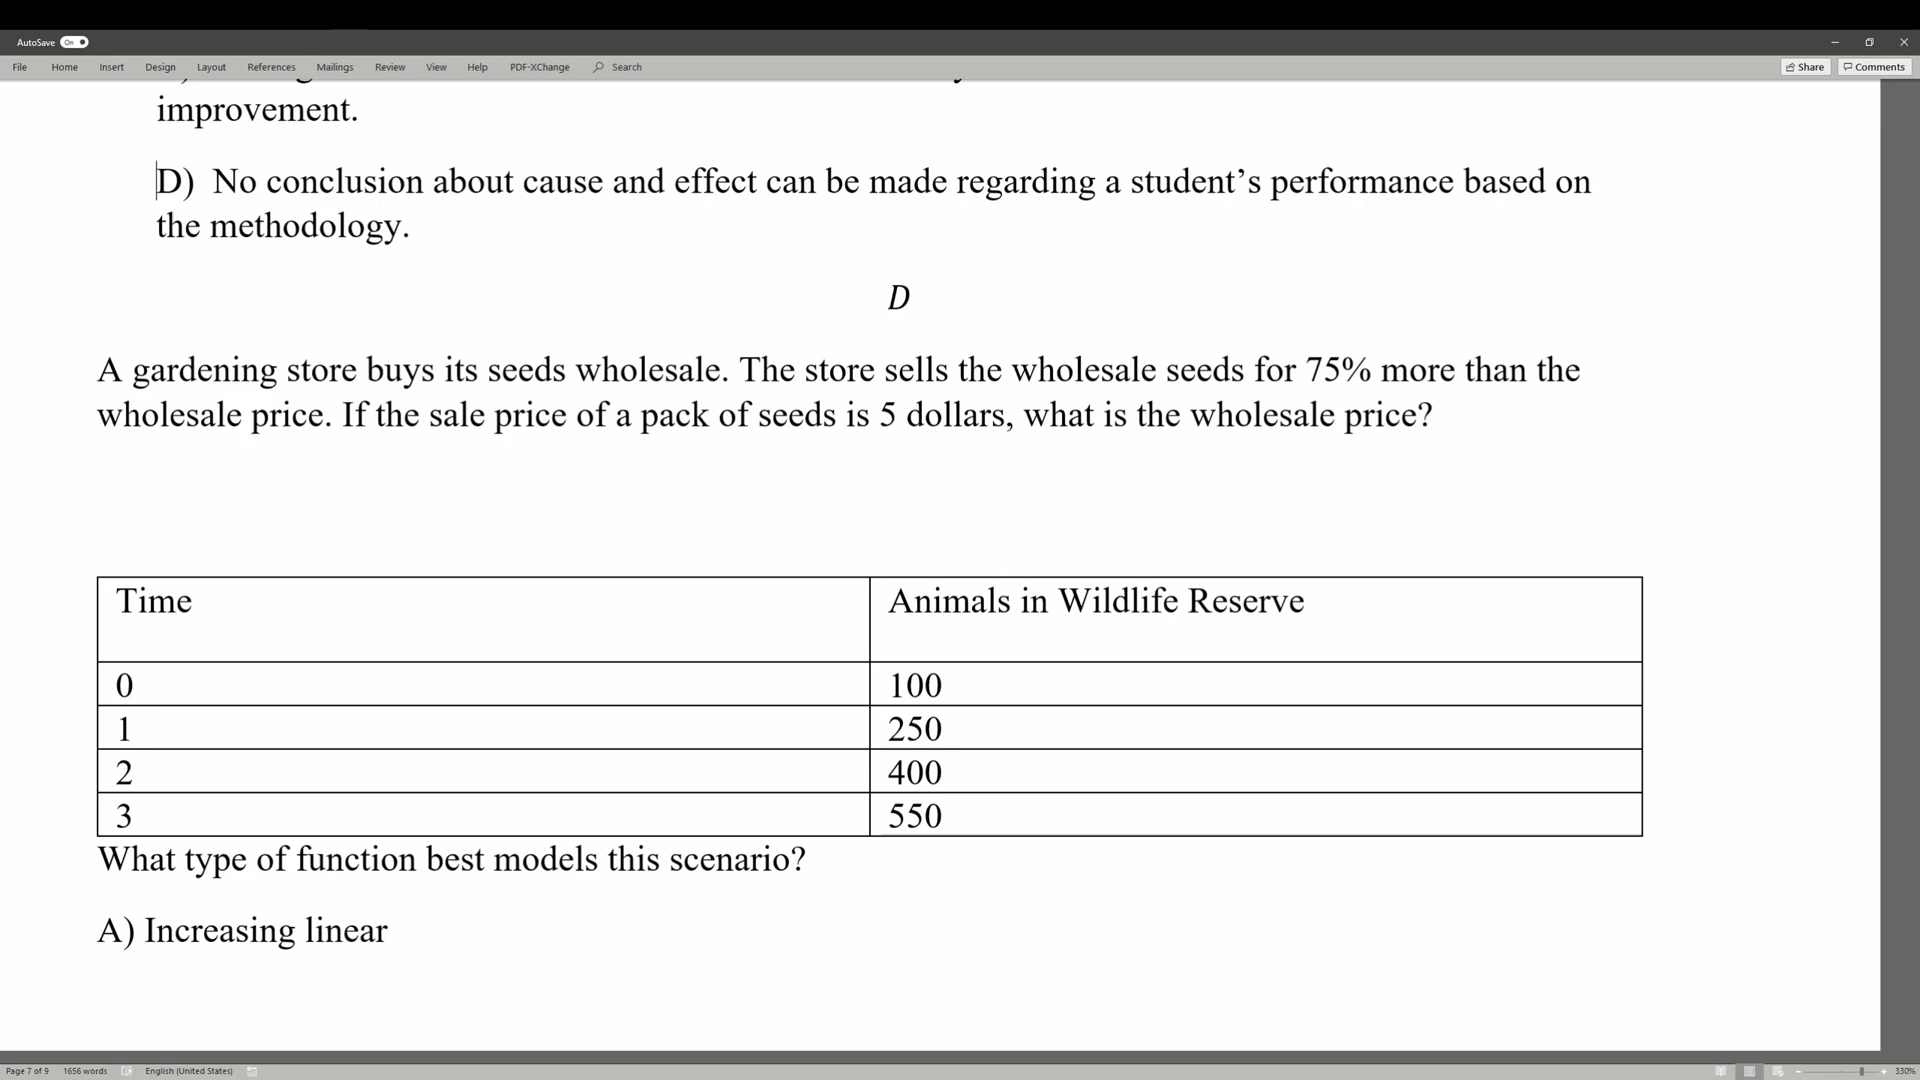 AutoSave On
File Home Insert Design Layout References Mailings Review View Help PDF-XChange Search Share Comments
improvement.
D) No conclusion about cause and effect can be made regarding a student’s performance based on
the methodology.
D
A gardening store buys its seeds wholesale. The store sells the wholesale seeds for 75% more than the
wholesale price. If the sale price of a pack of seeds is 5 dollars, what is the wholesale price?
Time Animals in Wildlife Reserve
0 100
1 250
2 400
3 550
What type of function best models this scenario?
A) Increasing linear
Page 7 of 9 1656 words English (United States) 330%